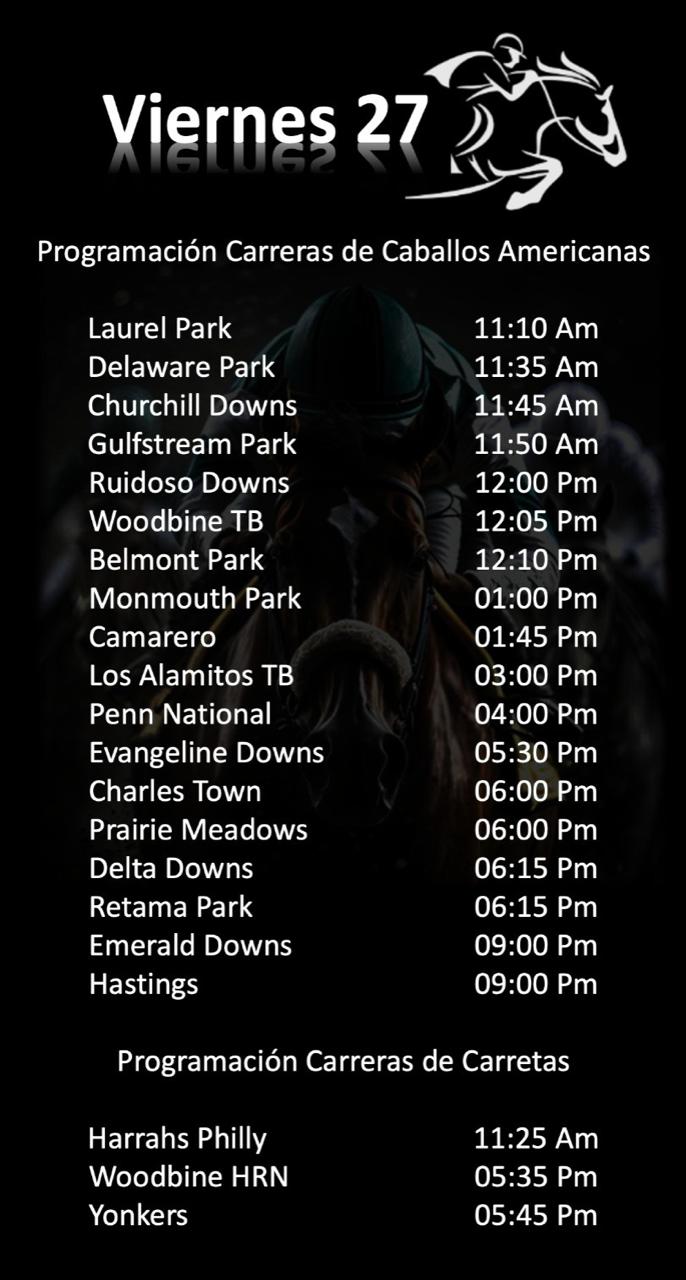 Viernes 27
Programación Carreras de Caballos Americanas
Laurel Park 11:10 Am
Delaware Park 11:35 Am
Churchill Downs 11:45 Am
Gulfstream Park 11:50 Am
Ruidoso Downs 12:00 Pm
Woodbine TB 12:05 Pm
Belmont Park 12:10 Pm
Monmouth Park 01:00 Pm
Camarero 01:45 Pm
Los Alamitos TB 03:00 Pm
Penn National 04:00 Pm
Evangeline Downs 05:30 Pm
Charles Town 06:00 Pm
Prairie Meadows 06:00 Pm
Delta Downs 06:15 Pm
Retama Park 06:15 Pm
Emerald Downs 09:00 Pm
Hastings 09:00 Pm
Programación Carreras de Carretas
Harrahs Philly 11:25 Am
Woodbine HRN 05:35 Pm
Yonkers 05:45 Pm